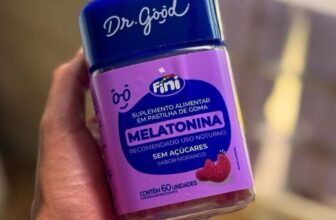 Dr. Good
Fini
SUPLEMENTO ALIMENTAR
EM PASTILHA DE GOMA
MELATONINA
RECOMENDADO USO NOTURNO
SEM AÇÚCARES
SABOR MORANGO
CONTÉM 60 UNIDADES